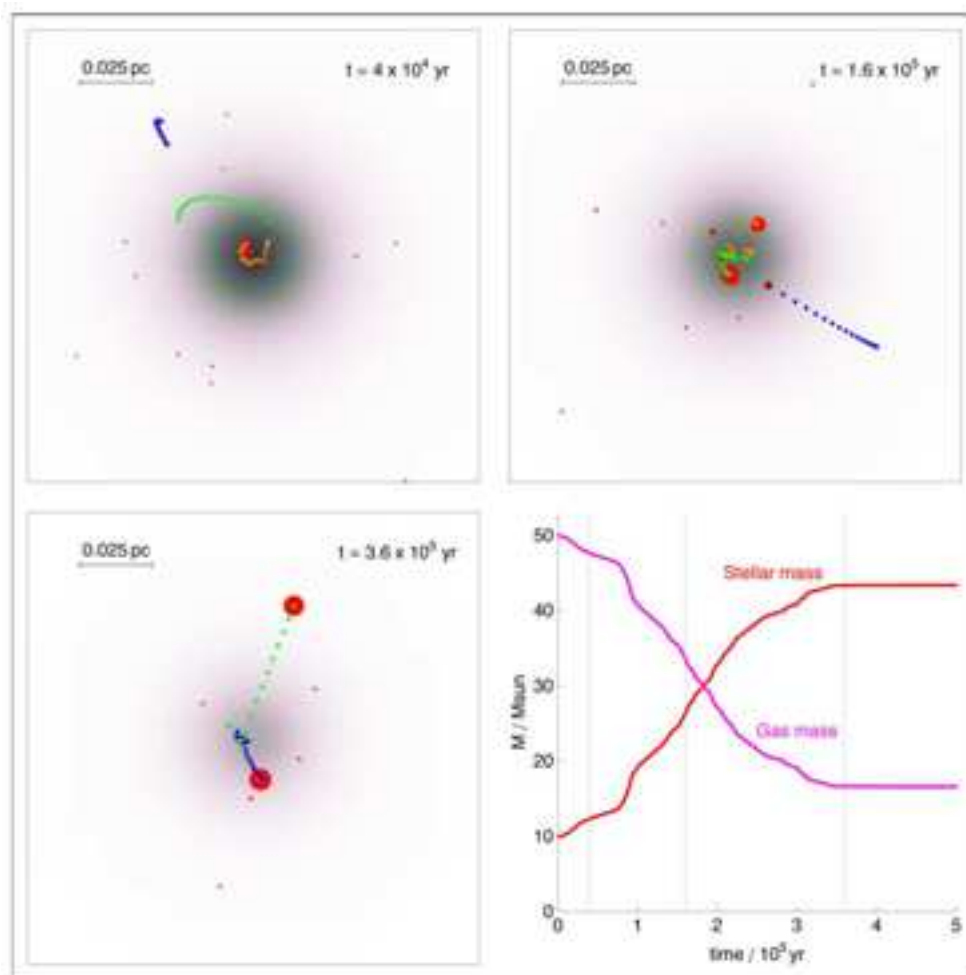 0.025 pc
t = 4 x 10⁴ yr
0.025 pc
t = 1.6 x 10⁵ yr
0.025 pc
t = 3.6 x 10⁵ yr
50
40
30
20
10
0
M / Msun
Stellar mass
Gas mass
0 1 2 3 4 5
time / 10⁵ yr